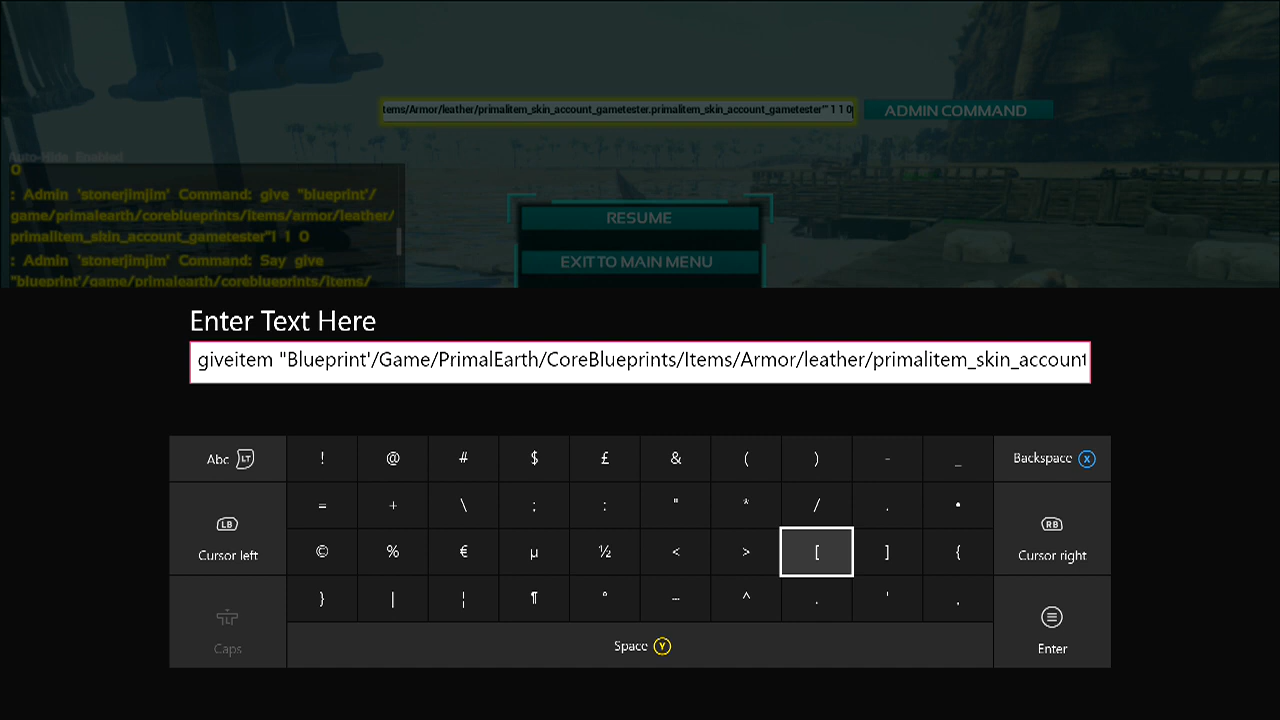 tems/Armor/leather/primalitem_skin_account_gametester.primalitem_skin_account_gametester'" 1 1 0
ADMIN COMMAND
Auto-Hide Enabled
0
: Admin 'stonerjimjim' Command: give "blueprint'/
game/primalearth/coreblueprints/items/armor/leather/
primalitem_skin_account_gametester"1 1 0
: Admin 'stonerjimjim' Command: Say give
"blueprint'/game/primalearth/coreblueprints/items/
RESUME
EXIT TO MAIN MENU
Enter Text Here
giveitem "Blueprint'/Game/PrimalEarth/CoreBlueprints/Items/Armor/leather/primalitem_skin_account
Abc LT ! @ # $ £ & ( ) - _ Backspace X
= + \ ; : " * / , •
LB Cursor left
© % € µ ½ < > [ ] {
RB Cursor right
} | ¦ ¶ ° – ^ . ' .
Caps
Space Y
Enter